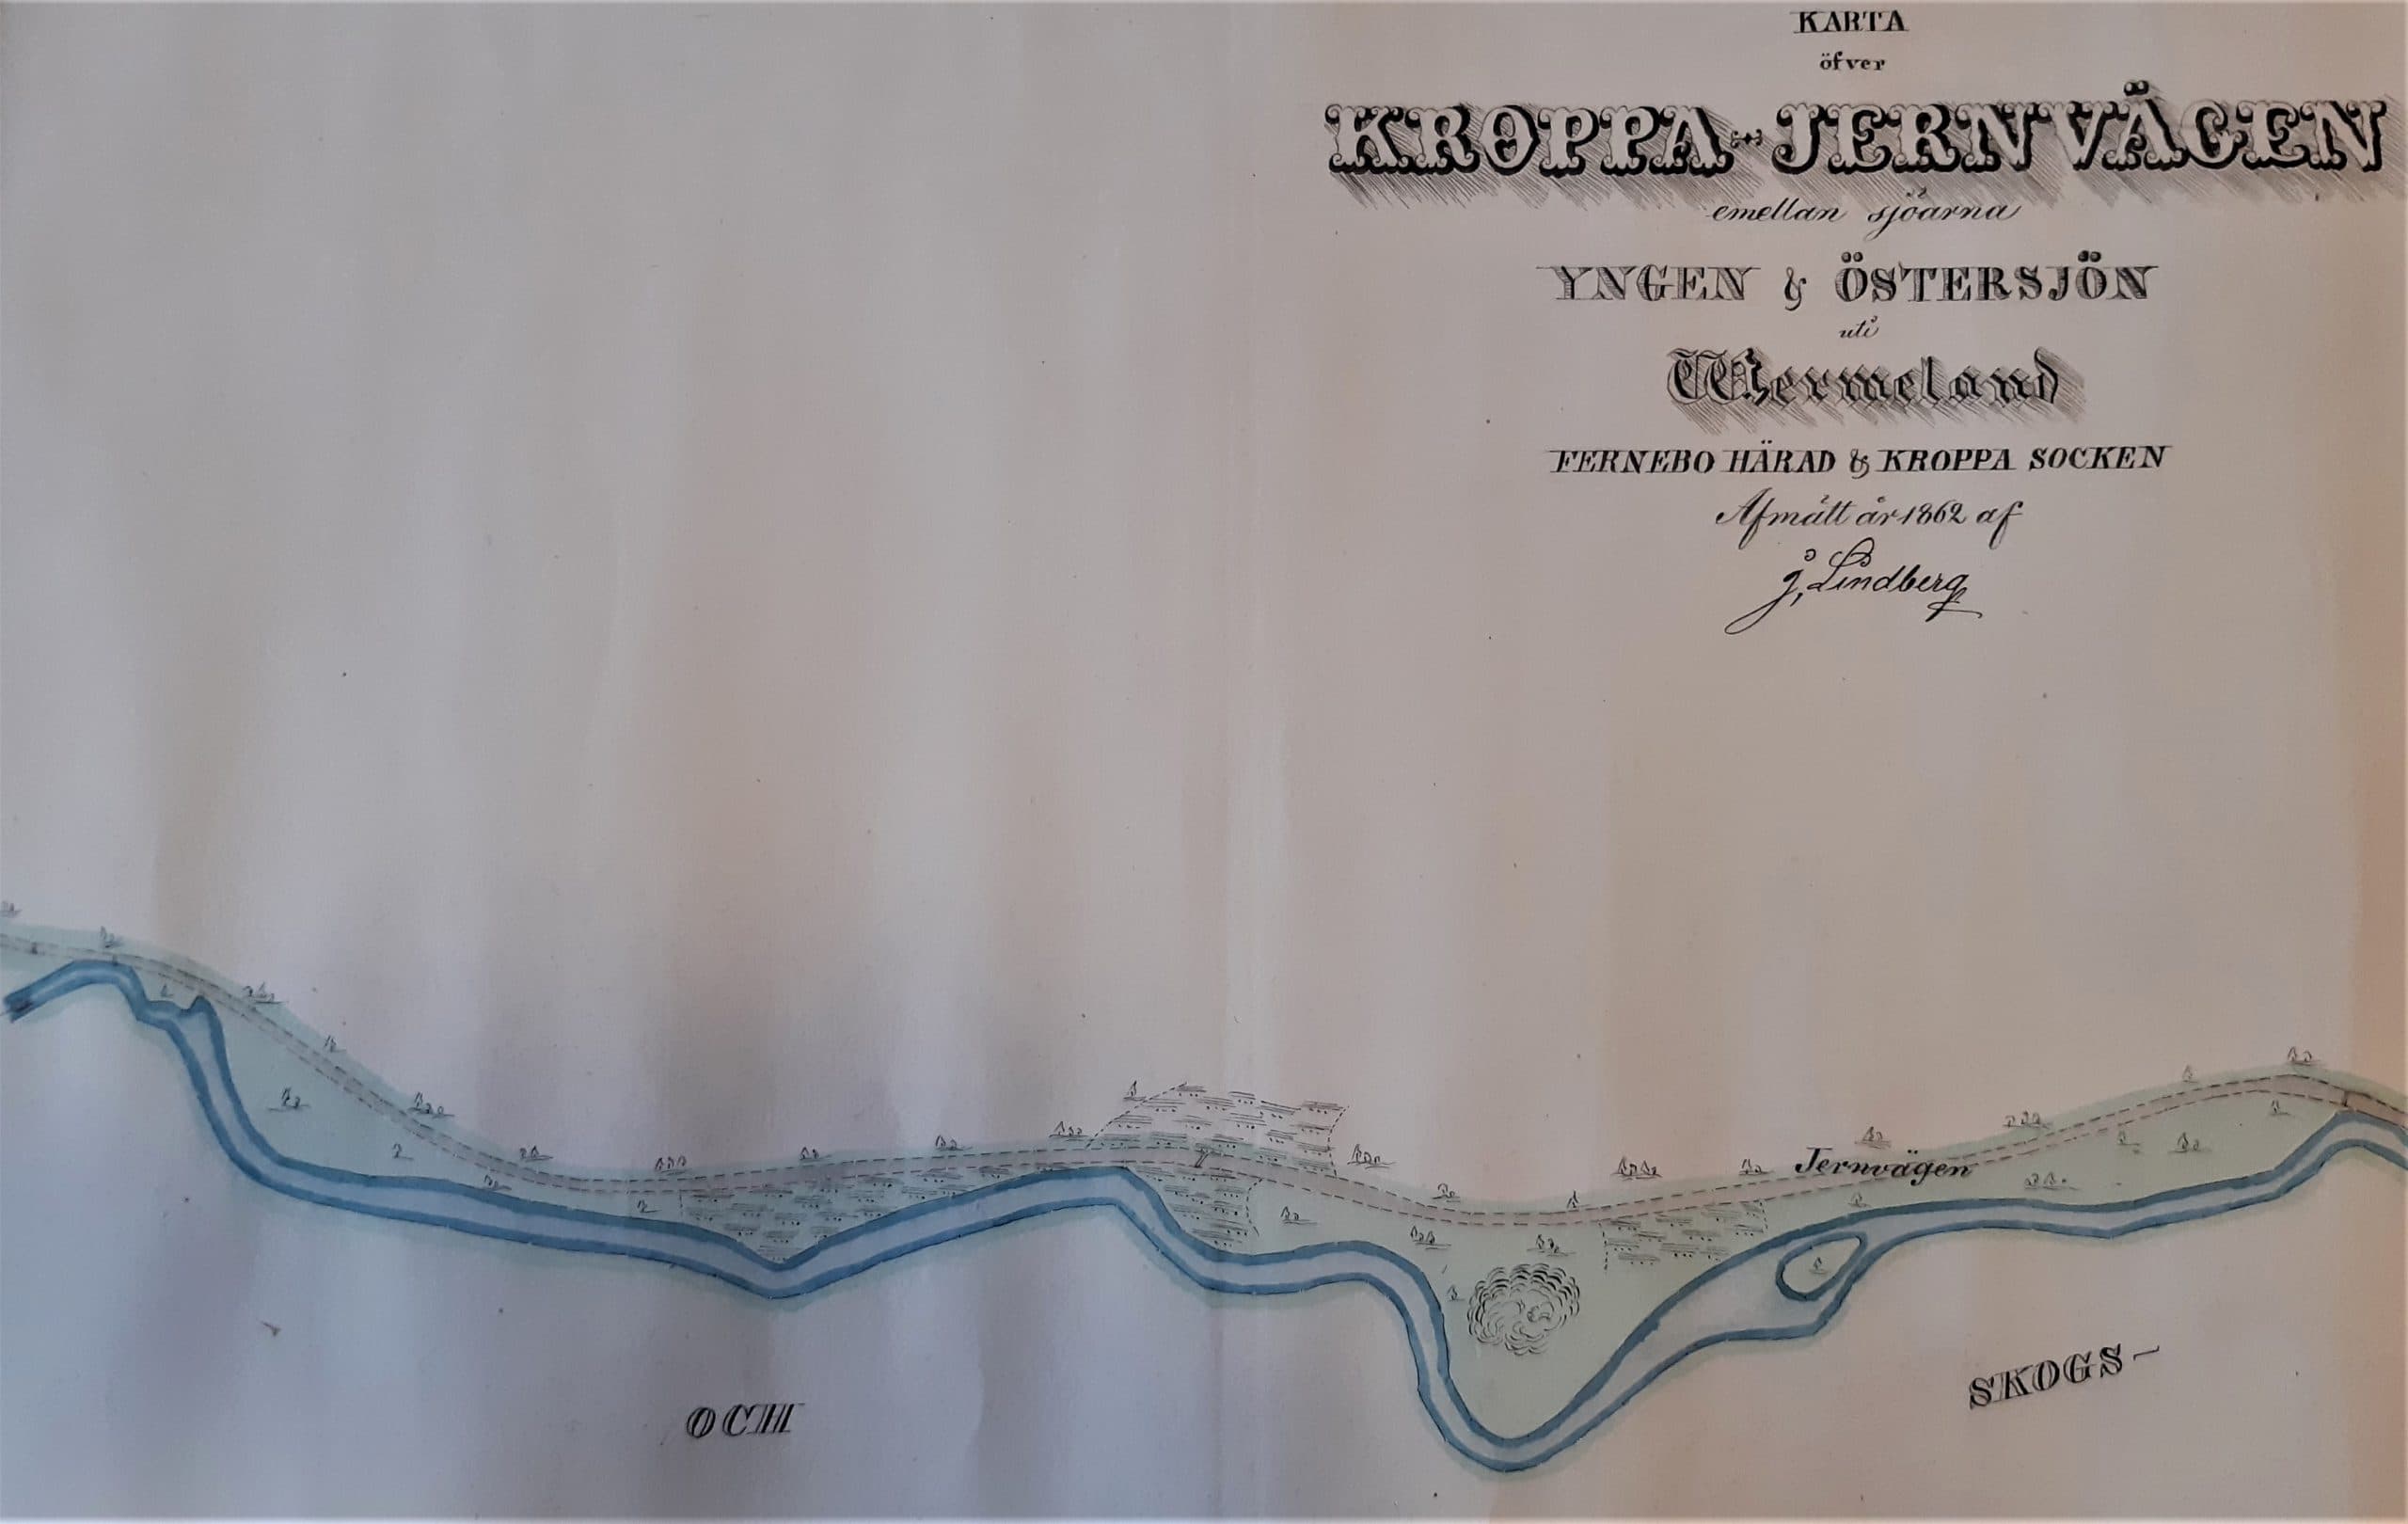 KARTA
öfver
KROPPA-JERNVÄGEN
emellan sjöarna
YNGEN & ÖSTERSJÖN
uti
Wermeland
FERNEBO HÄRAD & KROPPA SOCKEN
Afmätt år 1862 af
J. Lindberg
Jernvägen
SKOGS-
OCH